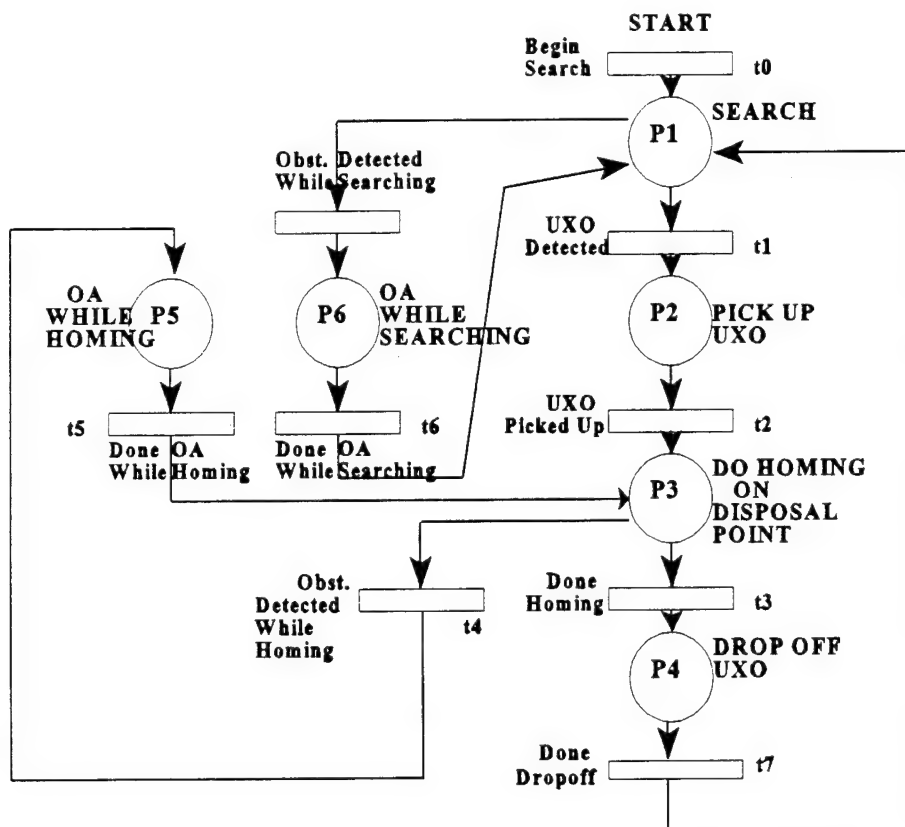 START
Begin
Search
t0
P1
SEARCH
Obst. Detected
While Searching
UXO
Detected
t1
OA
WHILE
HOMING
P5
P6
OA
WHILE
SEARCHING
P2
PICK UP
UXO
t5
Done OA
While Homing
t6
Done OA
While Searching
UXO
Picked Up
t2
P3
DO HOMING
ON
DISPOSAL
POINT
Obst.
Detected
While
Homing
t4
Done
Homing
t3
P4
DROP OFF
UXO
Done
Dropoff
t7